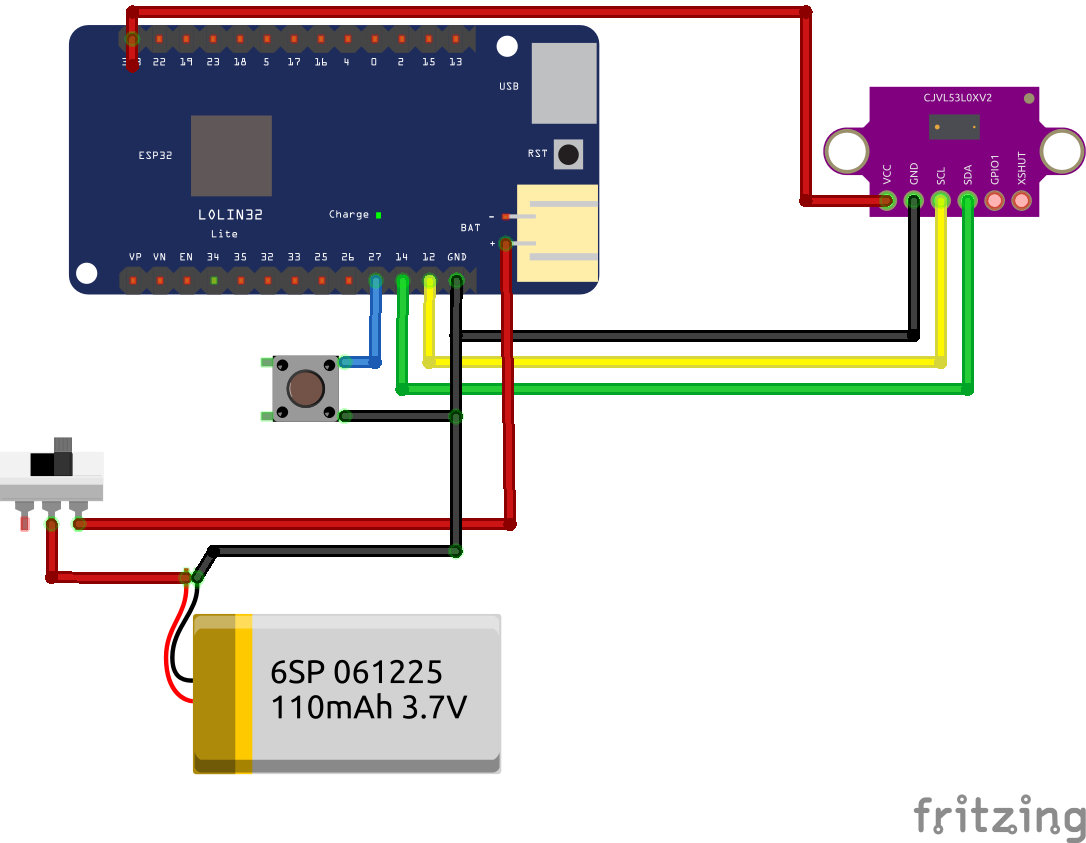 22 19 23 18 5 17 16 4 0 2 15 13
USB
CJVL53L0XV2
ESP32
RST
VCC GND SCL SDA GPIO1 XSHUT
LOLIN32
Lite
Charge
-
BAT
+
VP VN EN 34 35 32 33 25 26 27 14 12 GND
6SP 061225
110mAh 3.7V
fritzing